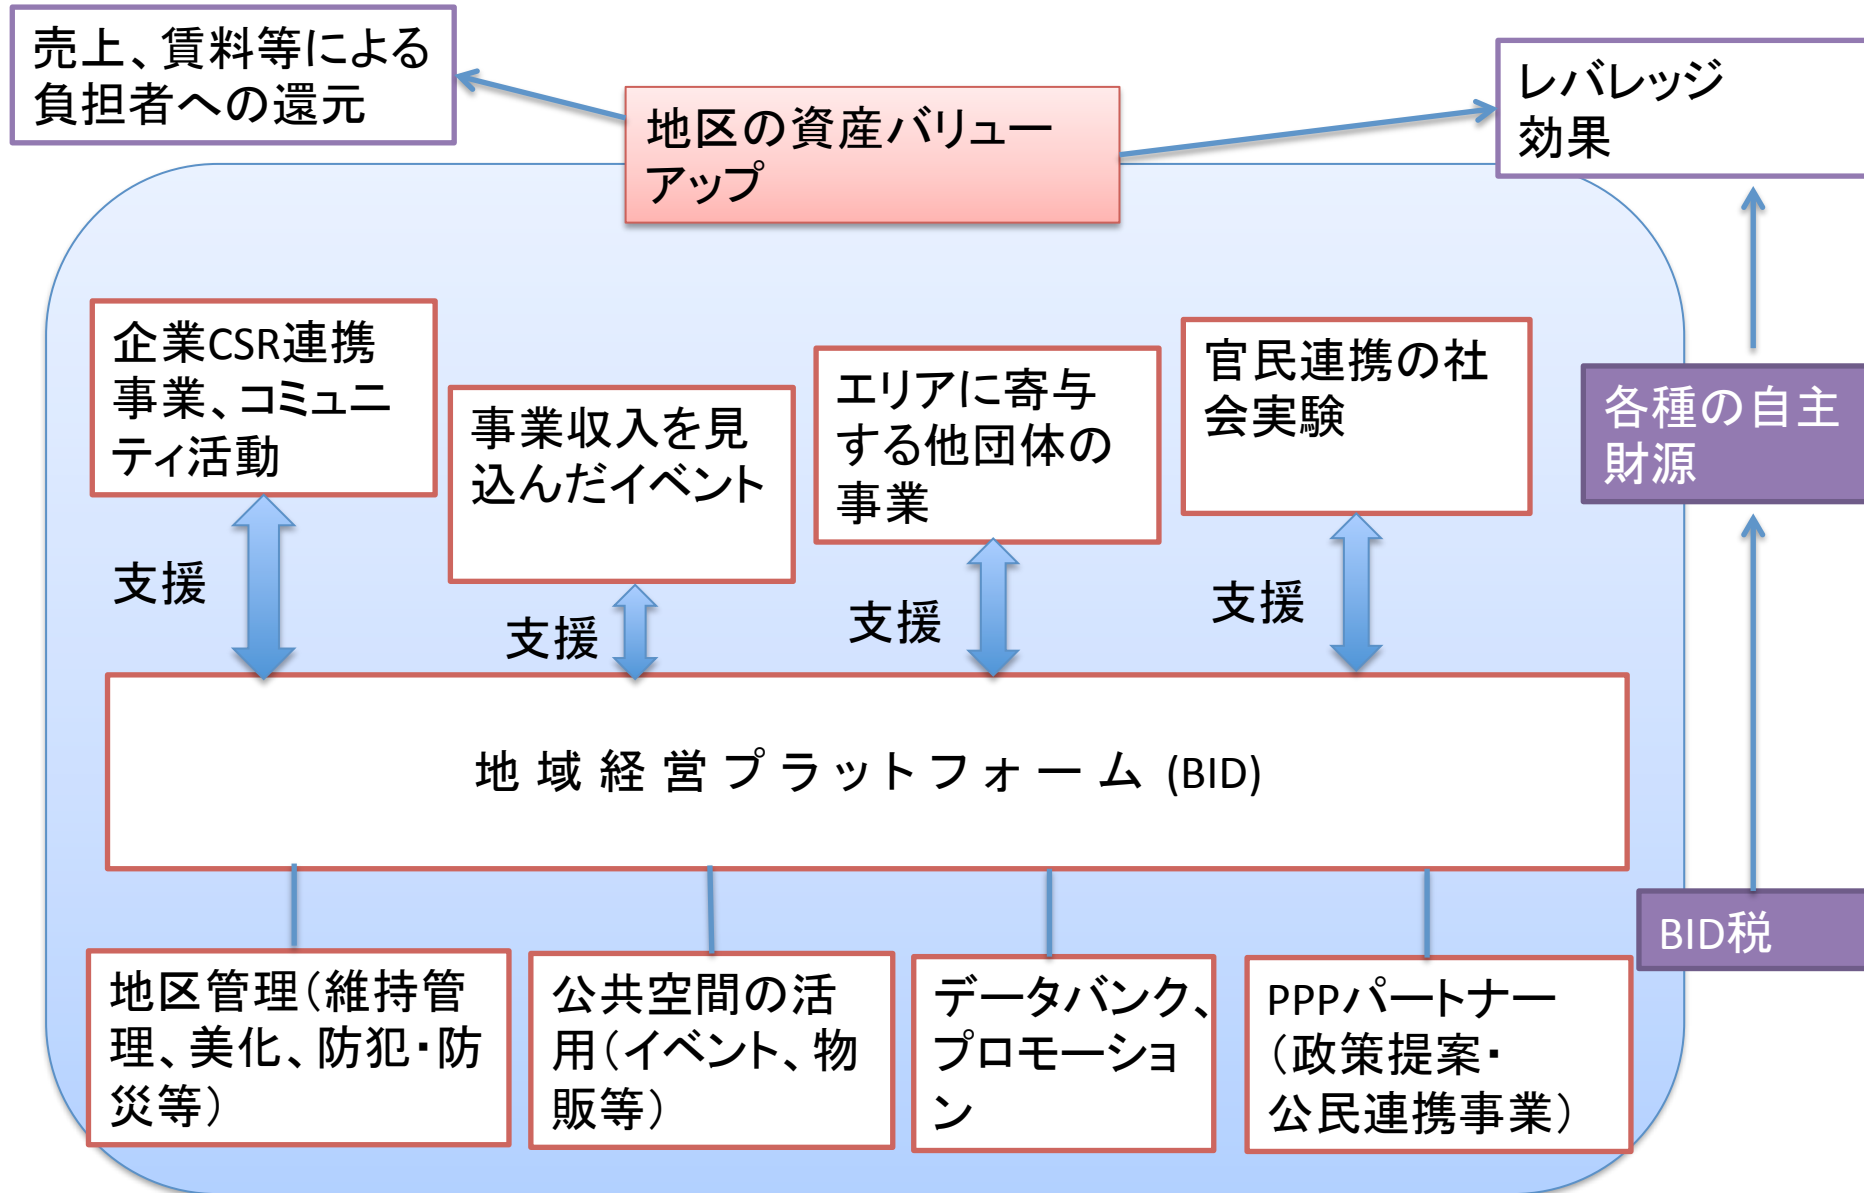 売上、賃料等による
負担者への還元
地区の資産バリュー
アップ
レバレッジ
効果
企業CSR連携
事業、コミュニ
ティ活動
事業収入を見
込んだイベント
エリアに寄与
する他団体の
事業
官民連携の社
会実験
各種の自主
財源
支援
支援
支援
支援
地域経営プラットフォーム (BID)
BID税
地区管理(維持管
理、美化、防犯・防
災等)
公共空間の活
用(イベント、物
販等)
データバンク、
プロモーショ
ン
PPPパートナー
(政策提案・
公民連携事業)